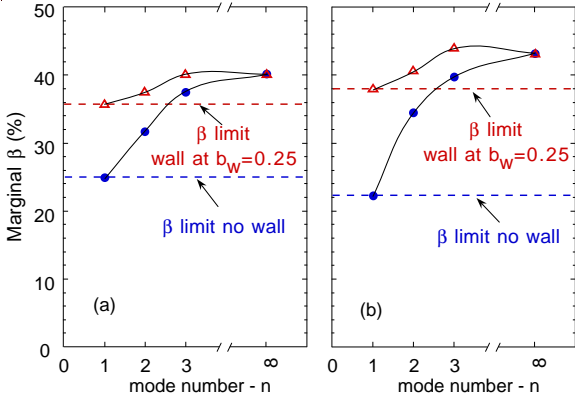 50
40
30
20
10
0
Marginal β (%)
β limit
wall at bw=0.25
β limit no wall
(a)
0 1 2 3 ∞
mode number - n
β limit
wall at bw=0.25
β limit no wall
(b)
0 1 2 3 ∞
mode number - n